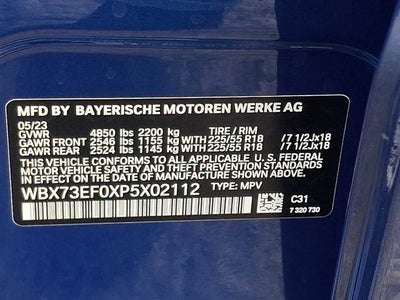 MFD BY BAYERISCHE MOTOREN WERKE AG
05/23
GVWR 4850 lbs 2200 kg TIRE / RIM
GAWR FRONT 2546 lbs 1155 kg WITH 225/55 R18 /7 1/2Jx18
GAWR REAR 2524 lbs 1145 kg WITH 225/55 R18 /7 1/2Jx18
THIS VEHICLE CONFORMS TO ALL APPLICABLE U.S. FEDERAL
MOTOR VEHICLE SAFETY, BUMPER, AND THEFT PREVENTION
STANDARDS IN EFFECT ON THE DATE OF MANUFACTURE
SHOWN ABOVE.
WBX73EF0XP5X02112 TYPE: MPV
C31
7 320 730